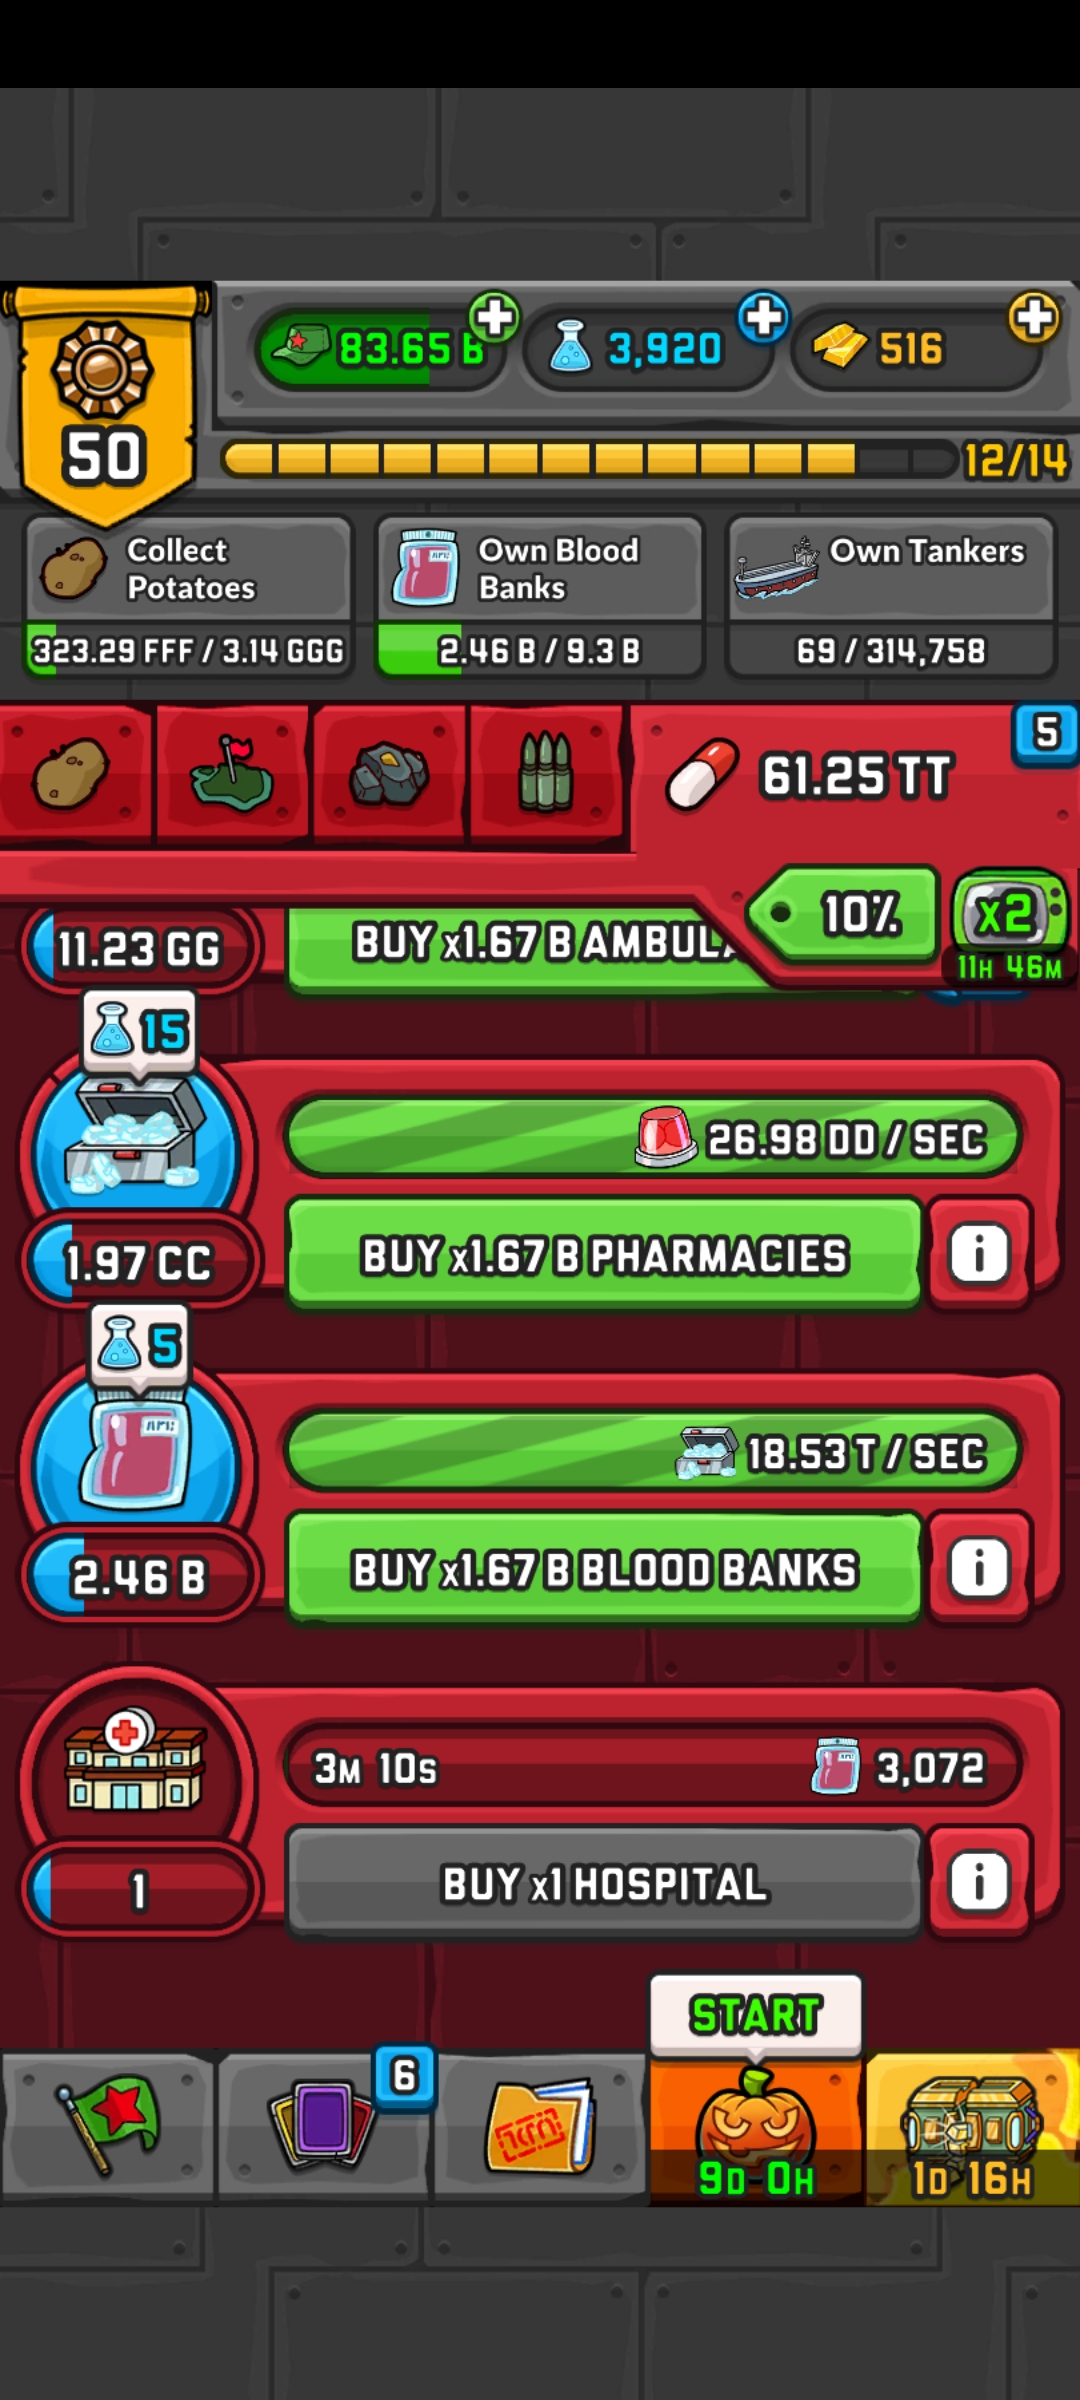 83.65 B
3,920
516
50
12/14
Collect
Potatoes
323.29 FFF / 3.14 GGG
Own Blood
Banks
2.46 B / 9.3 B
Own Tankers
69 / 314,758
5
61.25 TT
10%
x2
11H 46M
11.23 GG
BUY x1.67 B AMBULA
15
26.98 DD / SEC
1.97 CC
BUY x1.67 B PHARMACIES
i
5
18.53 T / SEC
2.46 B
BUY x1.67 B BLOOD BANKS
i
3M 10S
3,072
1
BUY x1 HOSPITAL
i
START
6
9D 0H
1D 16H